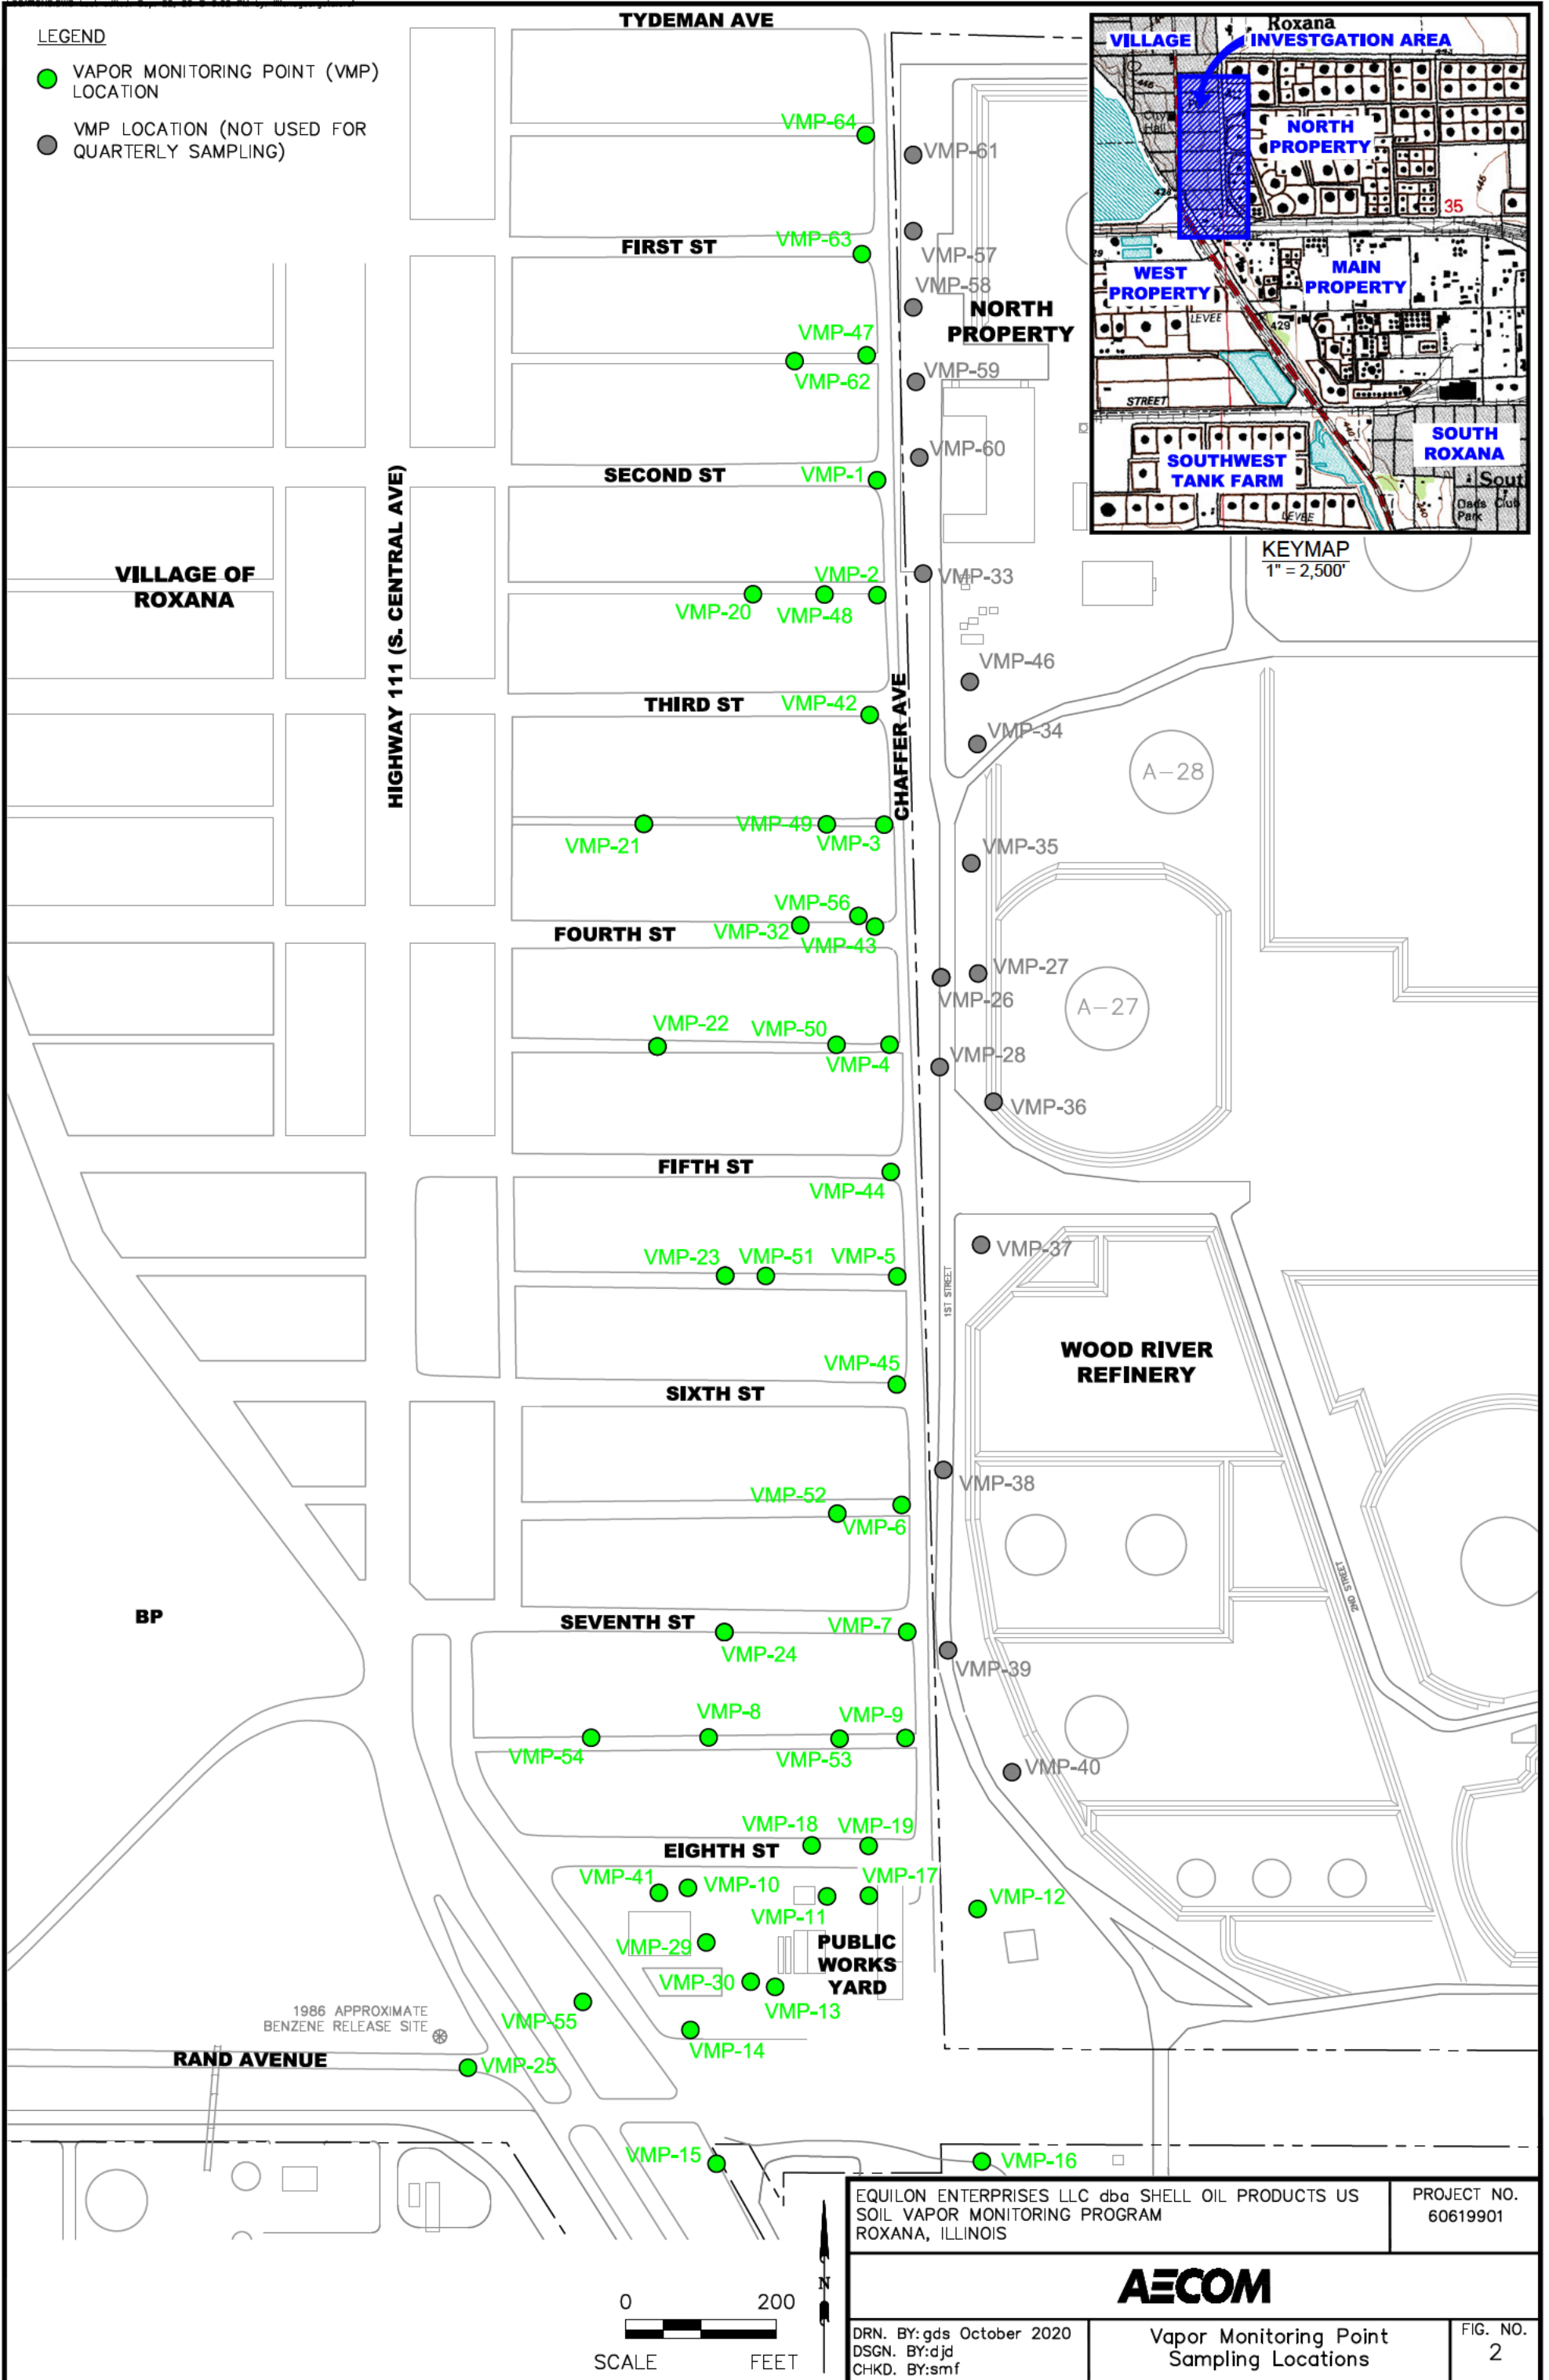 LEGEND
VAPOR MONITORING POINT (VMP)
LOCATION
VMP LOCATION (NOT USED FOR
QUARTERLY SAMPLING)
TYDEMAN AVE
VMP-64
VMP-61
FIRST ST
VMP-63
VMP-57
VMP-58
NORTH
PROPERTY
VMP-47
VMP-62
VMP-59
VMP-60
SECOND ST
VMP-1
VMP-33
VILLAGE OF
ROXANA
HIGHWAY 111 (S. CENTRAL AVE)
VMP-2
VMP-20
VMP-48
VMP-46
THIRD ST
VMP-42
CHAFFER AVE
VMP-34
A-28
VMP-21
VMP-49
VMP-3
VMP-35
VMP-56
FOURTH ST
VMP-32
VMP-43
VMP-27
VMP-26
A-27
VMP-22
VMP-50
VMP-4
VMP-28
VMP-36
FIFTH ST
VMP-44
VMP-37
VMP-23
VMP-51
VMP-5
1ST STREET
WOOD RIVER
REFINERY
VMP-45
SIXTH ST
VMP-38
VMP-52
VMP-6
2ND STREET
BP
SEVENTH ST
VMP-7
VMP-24
VMP-39
VMP-8
VMP-9
VMP-54
VMP-53
VMP-40
VMP-18
VMP-19
EIGHTH ST
VMP-41
VMP-10
VMP-17
VMP-11
VMP-12
VMP-29
PUBLIC
WORKS
YARD
VMP-30
VMP-13
VMP-55
1986 APPROXIMATE
BENZENE RELEASE SITE
VMP-14
RAND AVENUE
VMP-25
VMP-15
VMP-16
Roxana
VILLAGE
INVESTGATION AREA
City
Hall
NORTH
PROPERTY
35
446
WEST
PROPERTY
MAIN
PROPERTY
LEVEE
429
STREET
SOUTH
ROXANA
SOUTHWEST
TANK FARM
Sout
Dads Club
Park
LEVEE
KEYMAP
1" = 2,500'
0 200
SCALE FEET
N
EQUILON ENTERPRISES LLC dba SHELL OIL PRODUCTS US
SOIL VAPOR MONITORING PROGRAM
ROXANA, ILLINOIS
PROJECT NO.
60619901
AECOM
DRN. BY:gds October 2020
DSGN. BY:djd
CHKD. BY:smf
Vapor Monitoring Point
Sampling Locations
FIG. NO.
2